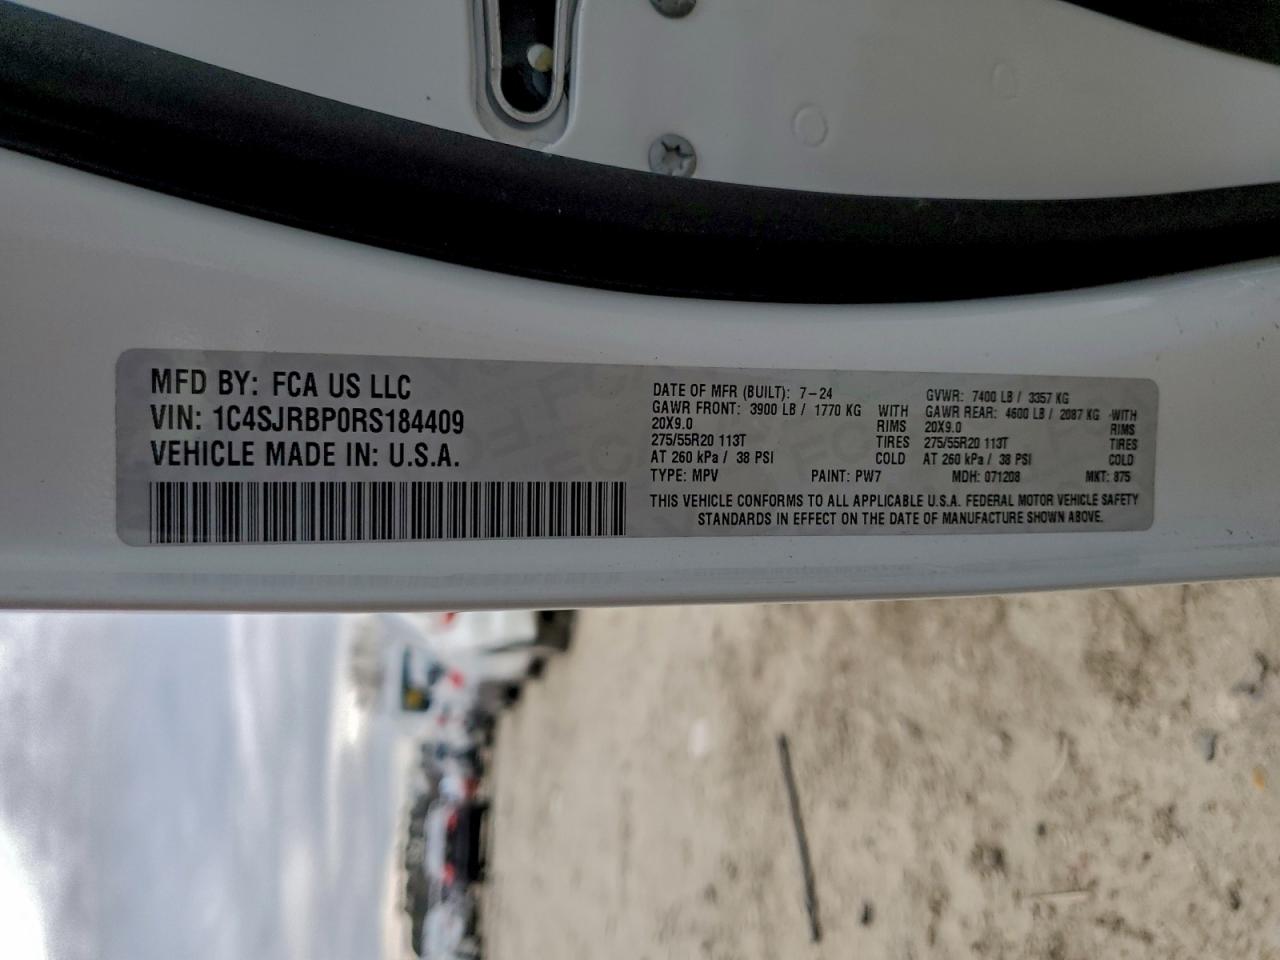 MFD BY: FCA US LLC
VIN: 1C4SJRBP0RS184409
VEHICLE MADE IN: U.S.A.
DATE OF MFR (BUILT): 7-24
GAWR FRONT: 3900 LB / 1770 KG WITH
20X9.0 RIMS
275/55R20 113T TIRES
AT 260 kPa / 38 PSI COLD
TYPE: MPV PAINT: PW7
GVWR: 7400 LB / 3357 KG
GAWR REAR: 4600 LB / 2087 KG WITH
20X9.0 RIMS
275/55R20 113T TIRES
AT 260 kPa / 38 PSI COLD
MDH: 071208 MKT: 875
THIS VEHICLE CONFORMS TO ALL APPLICABLE U.S.A. FEDERAL MOTOR VEHICLE SAFETY
STANDARDS IN EFFECT ON THE DATE OF MANUFACTURE SHOWN ABOVE.